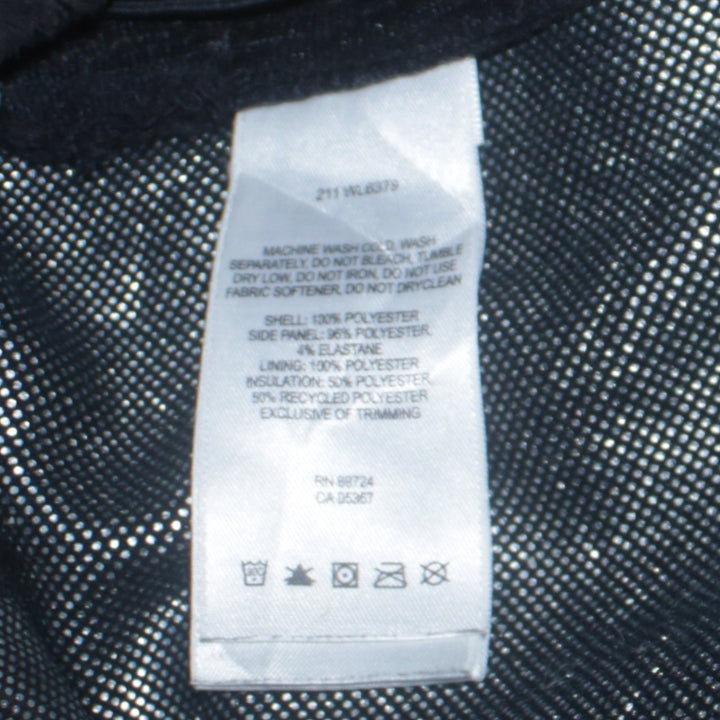 211 WL6379
MACHINE WASH COLD, WASH
SEPARATELY. DO NOT BLEACH, TUMBLE
DRY LOW, DO NOT IRON, DO NOT USE
FABRIC SOFTENER, DO NOT DRYCLEAN
SHELL: 100% POLYESTER
SIDE PANEL: 96% POLYESTER,
4% ELASTANE
LINING: 100% POLYESTER
INSULATION: 50% POLYESTER,
50% RECYCLED POLYESTER
EXCLUSIVE OF TRIMMING
RN 88724
CA 05367